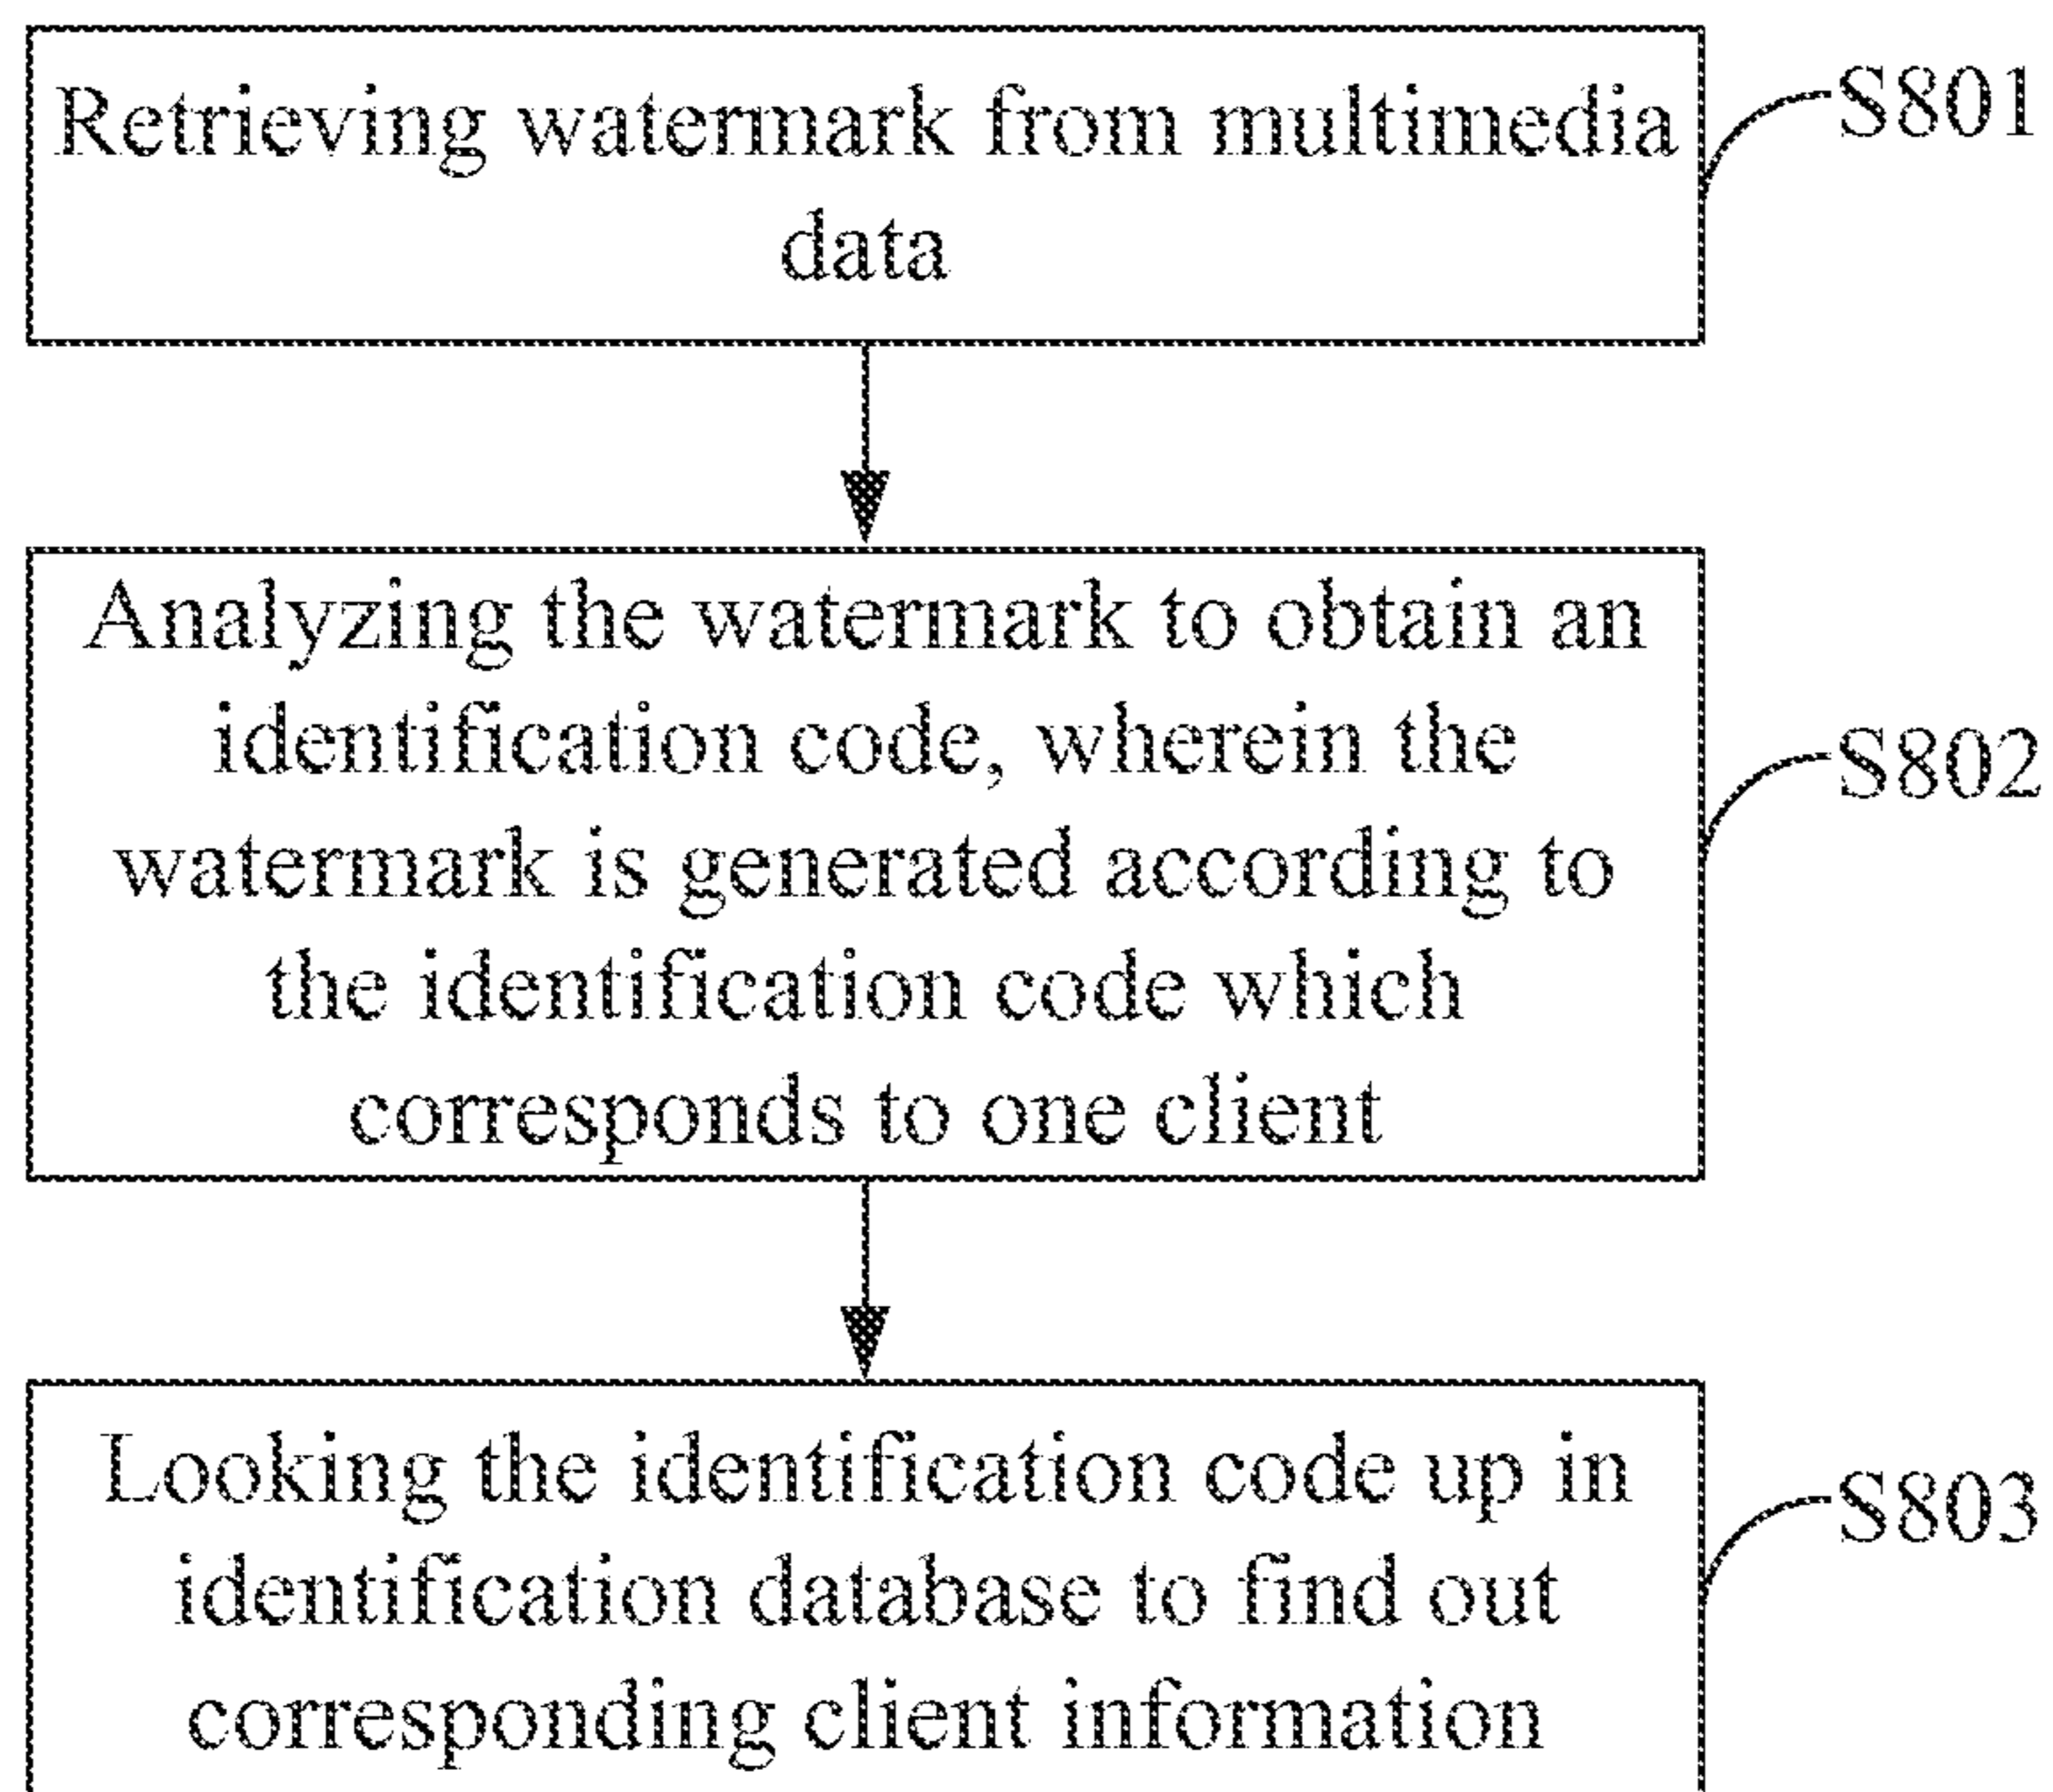 Retrieving watermark from multimedia
data
S801
Analyzing the watermark to obtain an
identification code, wherein the
watermark is generated according to
the identification code which
corresponds to one client
S802
Looking the identification code up in
identification database to find out
corresponding client information
S803